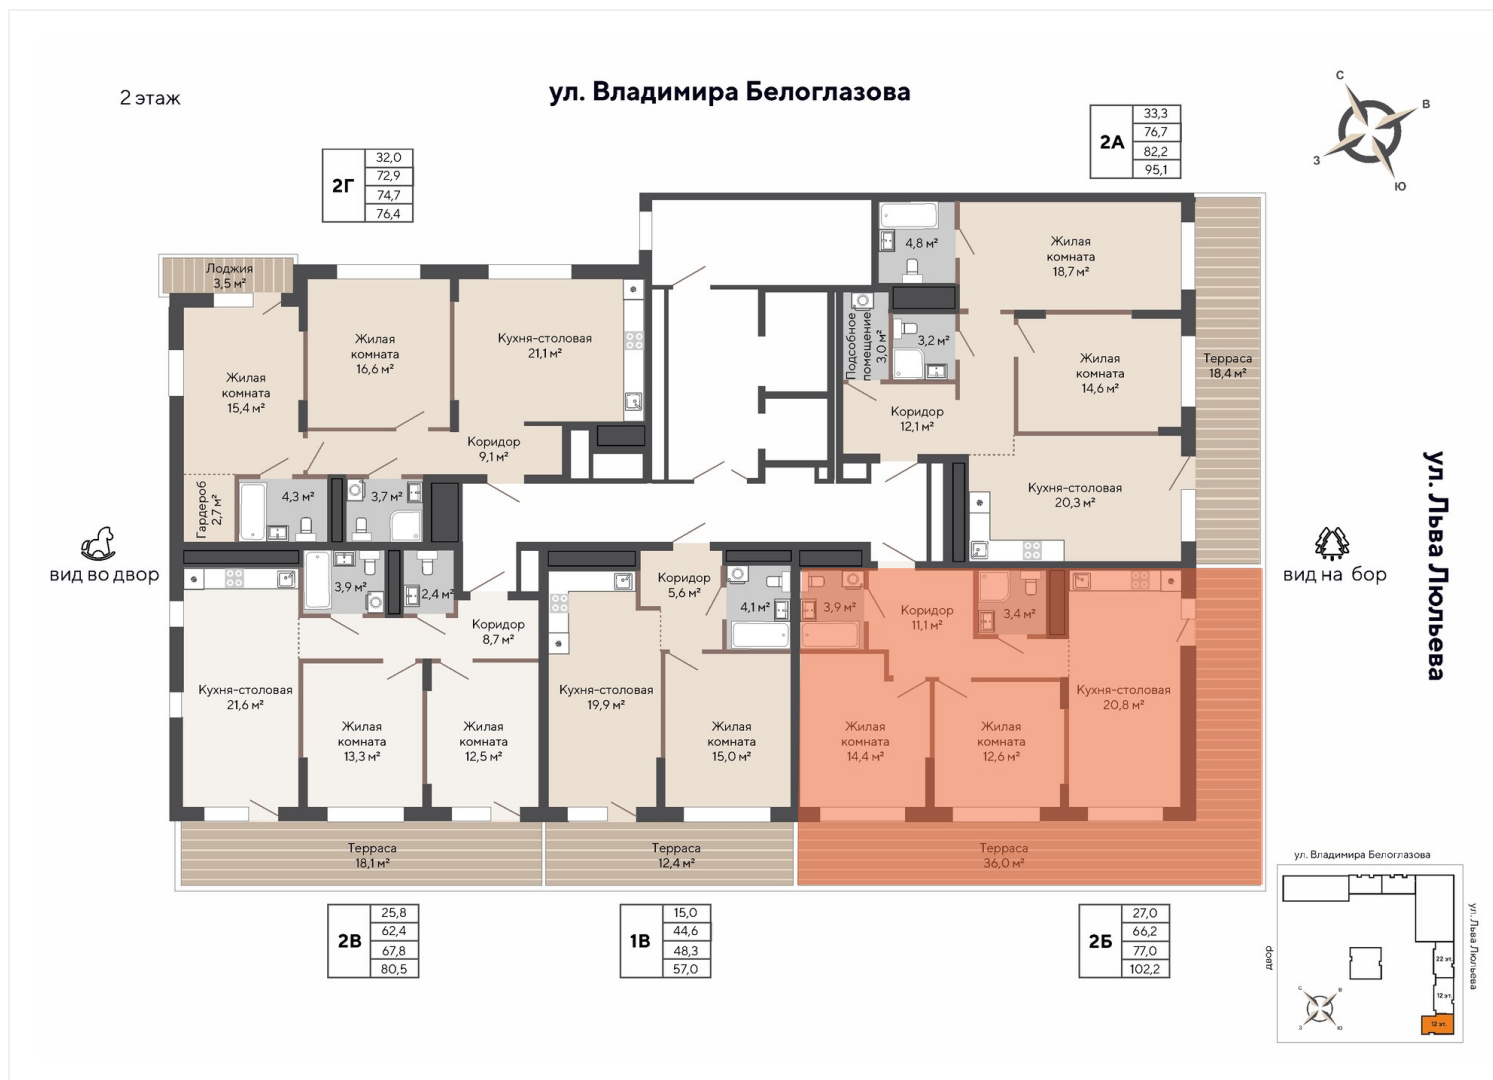 2 этаж
ул. Владимира Белоглазова
С
В
З
Ю
2А
33,3
76,7
82,2
95,1
2Г
32,0
72,9
74,7
76,4
Лоджия
3,5 м²
Жилая
комната
15,4 м²
Жилая
комната
16,6 м²
Кухня-столовая
21,1 м²
Коридор
9,1 м²
Гардероб
2,7 м²
4,3 м²
3,7 м²
4,8 м²
Жилая
комната
18,7 м²
Подсобное
помещение
3,0 м²
3,2 м²
Жилая
комната
14,6 м²
Терраса
18,4 м²
Коридор
12,1 м²
Кухня-столовая
20,3 м²
ул. Льва Люльева
вид во двор
вид на бор
3,9 м²
2,4 м²
Коридор
8,7 м²
Кухня-столовая
21,6 м²
Жилая
комната
13,3 м²
Жилая
комната
12,5 м²
Коридор
5,6 м²
4,1 м²
Кухня-столовая
19,9 м²
Жилая
комната
15,0 м²
3,9 м²
Коридор
11,1 м²
3,4 м²
Кухня-столовая
20,8 м²
Жилая
комната
14,4 м²
Жилая
комната
12,6 м²
Терраса
18,1 м²
Терраса
12,4 м²
Терраса
36,0 м²
2В
25,8
62,4
67,8
80,5
1В
15,0
44,6
48,3
57,0
2Б
27,0
66,2
77,0
102,2
ул. Владимира Белоглазова
ул. Льва Люльева
двор
22 эт.
12 эт.
12 эт.
С
В
З
Ю